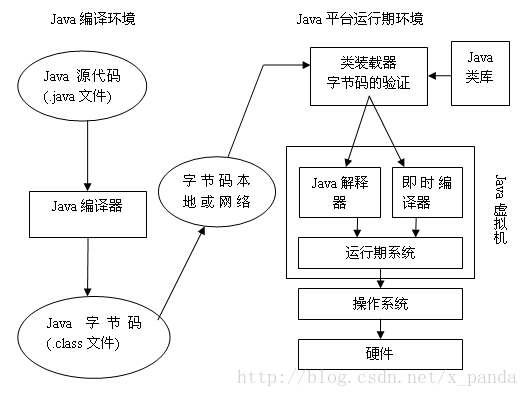 Java 编译环境
Java 平台运行期环境
Java 源代码
(.java 文件)
Java 编译器
Java 字节码
(.class 文件)
字节码本
地或网络
类装载器
字节码的验证
Java
类库
Java 解释
器
即时编
译器
运行期系统
Java 虚拟机
操作系统
硬件
http://blog.csdn.net/x_panda